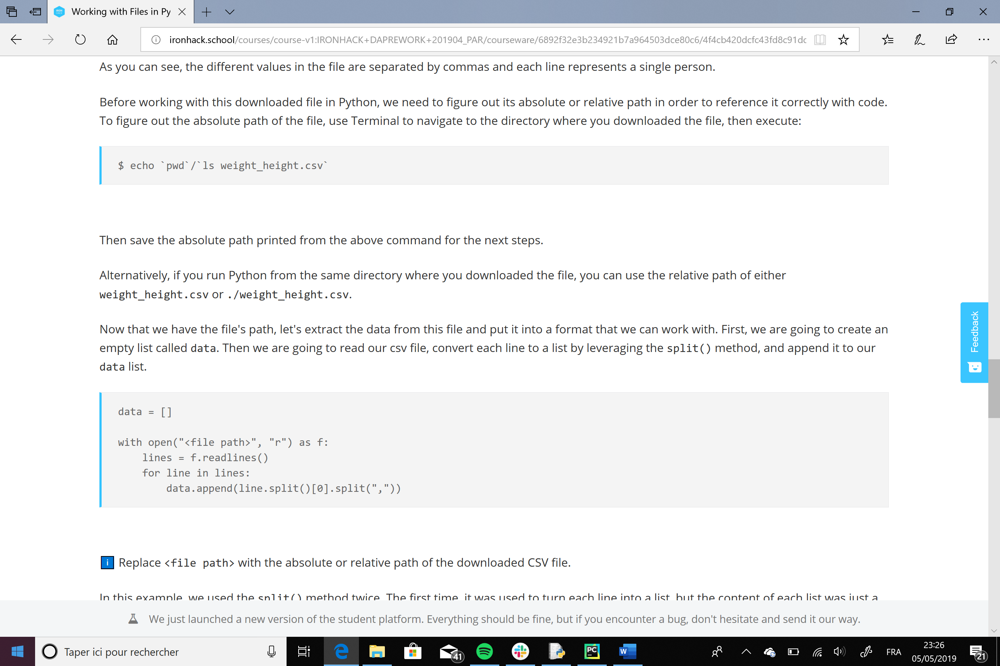 Working with Files in Py
ironhack.school/courses/course-v1:IRONHACK+DAPREWORK+201904_PAR/courseware/6892f32e3b234921b7a964503dce80c6/4f4cb420dcfc43fd8c91dc
As you can see, the different values in the file are separated by commas and each line represents a single person.
Before working with this downloaded file in Python, we need to figure out its absolute or relative path in order to reference it correctly with code.
To figure out the absolute path of the file, use Terminal to navigate to the directory where you downloaded the file, then execute:
$ echo `pwd`/`ls weight_height.csv`
Then save the absolute path printed from the above command for the next steps.
Alternatively, if you run Python from the same directory where you downloaded the file, you can use the relative path of either
weight_height.csv or ./weight_height.csv.
Now that we have the file's path, let's extract the data from this file and put it into a format that we can work with. First, we are going to create an
empty list called data. Then we are going to read our csv file, convert each line to a list by leveraging the split() method, and append it to our
data list.
Feedback
data = []
with open("<file path>", "r") as f:
    lines = f.readlines()
    for line in lines:
        data.append(line.split()[0].split(","))
i Replace <file path> with the absolute or relative path of the downloaded CSV file.
In this example, we used the split() method twice. The first time, it was used to turn each line into a list, but the content of each list was just a
We just launched a new version of the student platform. Everything should be fine, but if you encounter a bug, don't hesitate and send it our way.
Taper ici pour rechercher
41
PC
W
FRA
23:26
05/05/2019
21